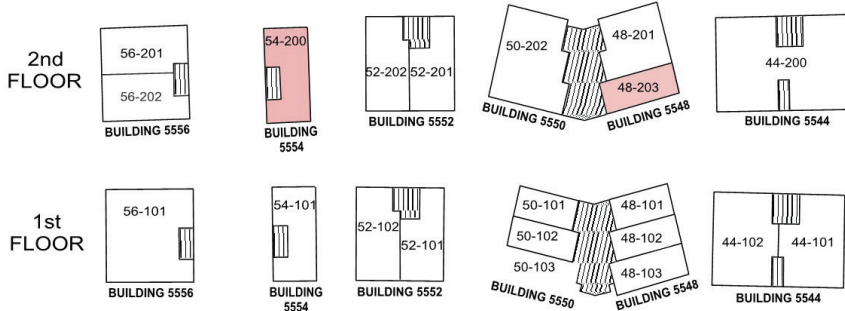 2nd
FLOOR
56-201
56-202
BUILDING 5556
54-200
BUILDING
5554
52-202
52-201
BUILDING 5552
50-202
BUILDING 5550
48-201
48-203
BUILDING 5548
44-200
BUILDING 5544
1st
FLOOR
56-101
BUILDING 5556
54-101
BUILDING
5554
52-102
52-101
BUILDING 5552
50-101
50-102
50-103
BUILDING 5550
48-101
48-102
48-103
BUILDING 5548
44-102
44-101
BUILDING 5544